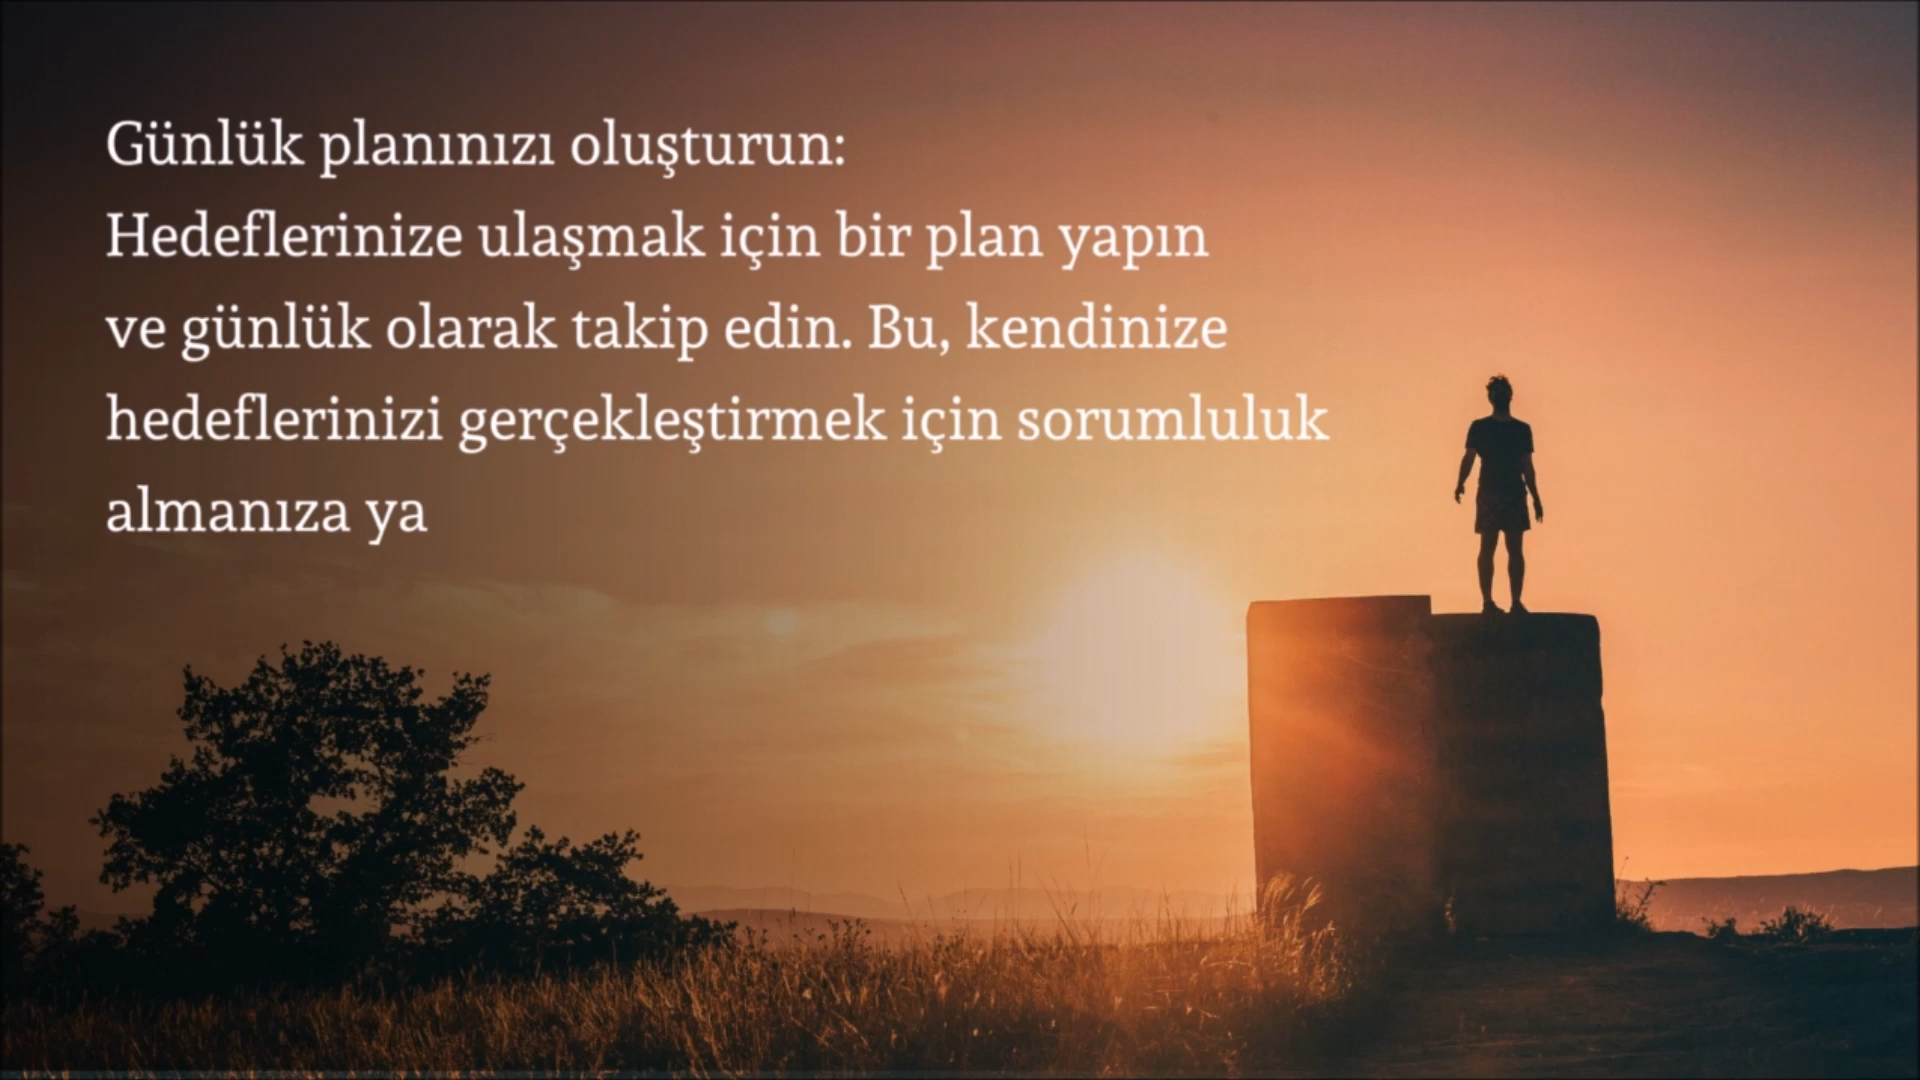 Günlük planınızı oluşturun:
Hedeflerinize ulaşmak için bir plan yapın
ve günlük olarak takip edin. Bu, kendinize
hedeflerinizi gerçekleştirmek için sorumluluk
almanıza ya